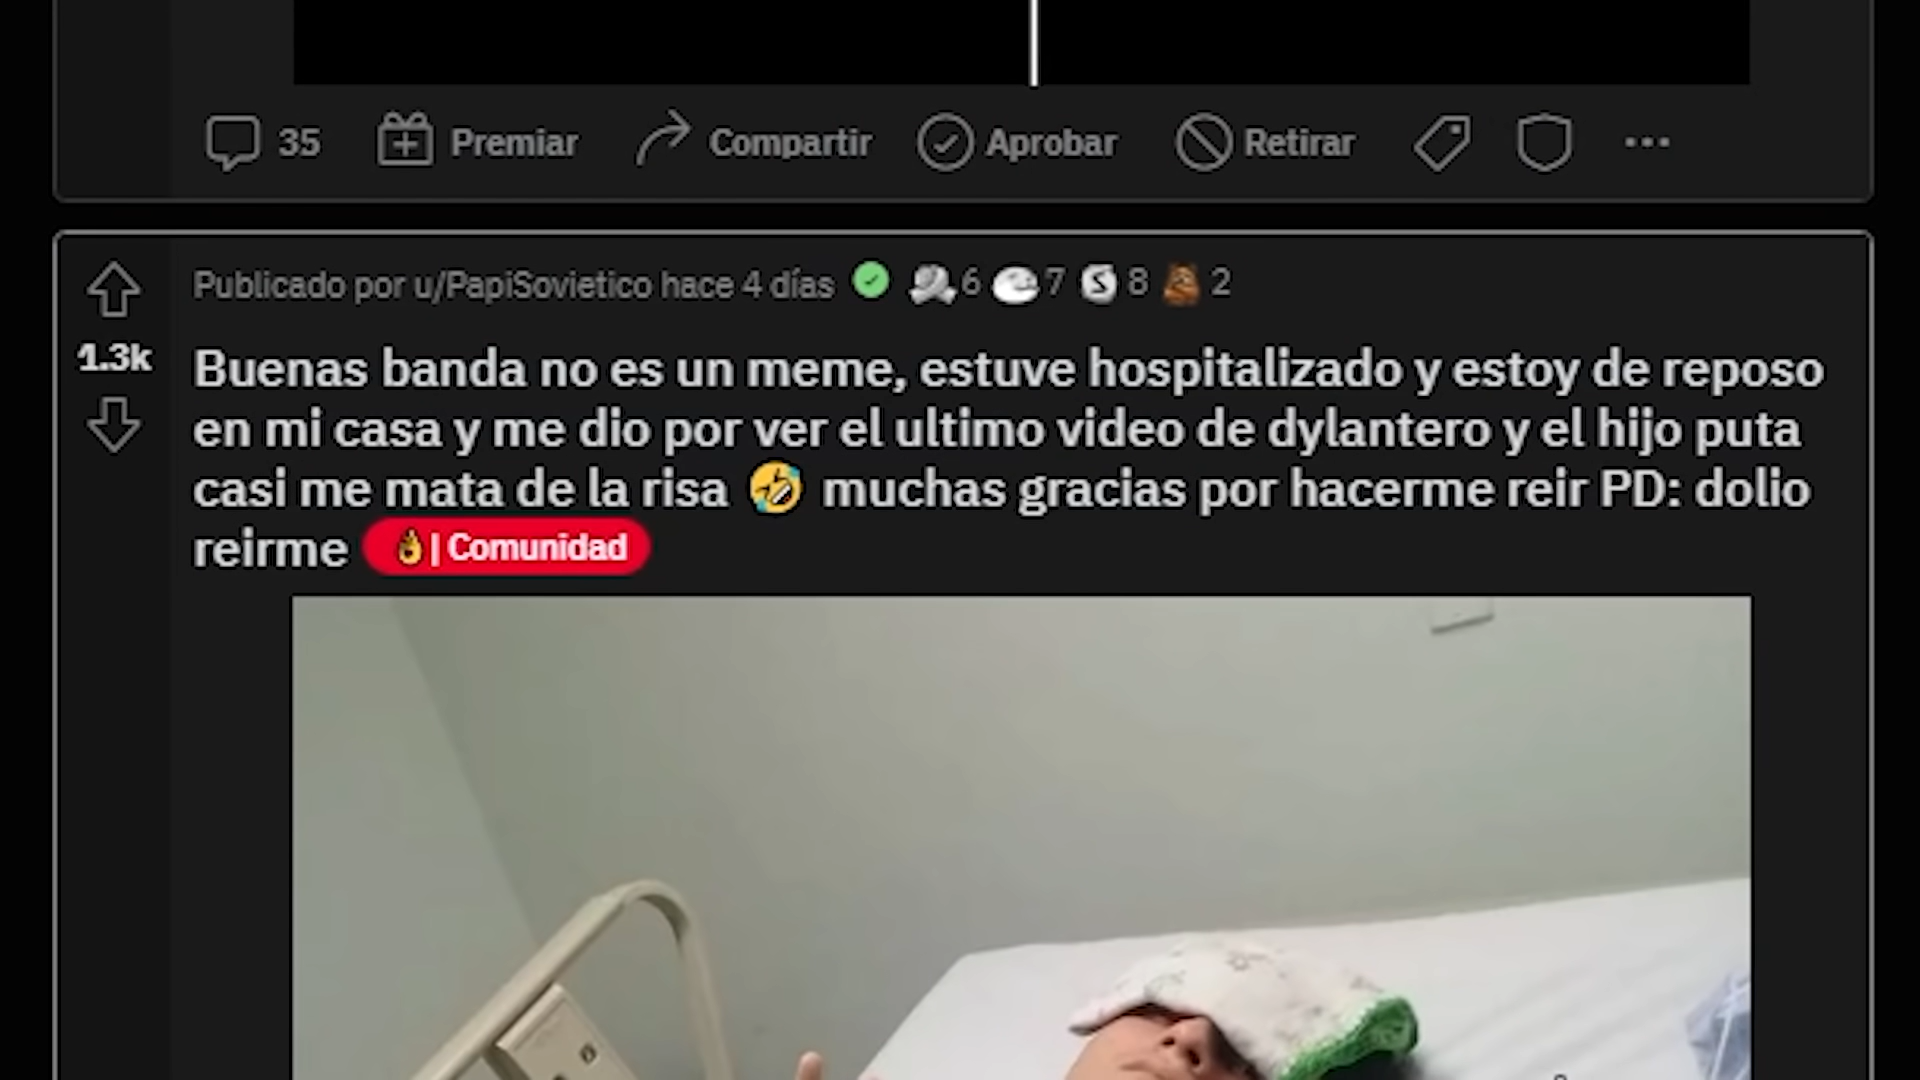 35 Premiar Compartir Aprobar Retirar ...
Publicado por u/PapiSovietico hace 4 días 6 7 S 8 2
1.3k
Buenas banda no es un meme, estuve hospitalizado y estoy de reposo
en mi casa y me dio por ver el ultimo video de dylantero y el hijo puta
casi me mata de la risa 🤣 muchas gracias por hacerme reir PD: dolio
reirme 👌| Comunidad